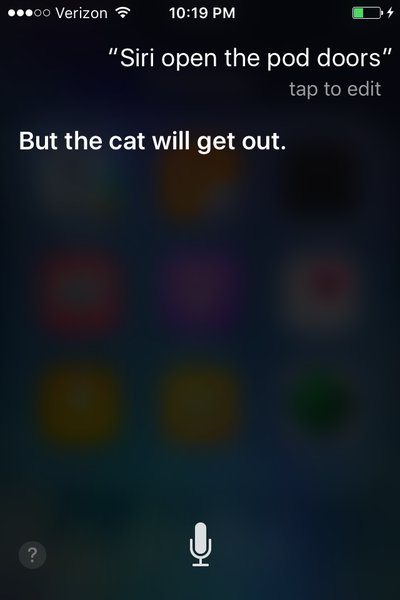 Verizon 10:19 PM
"Siri open the pod doors"
tap to edit
But the cat will get out.
?